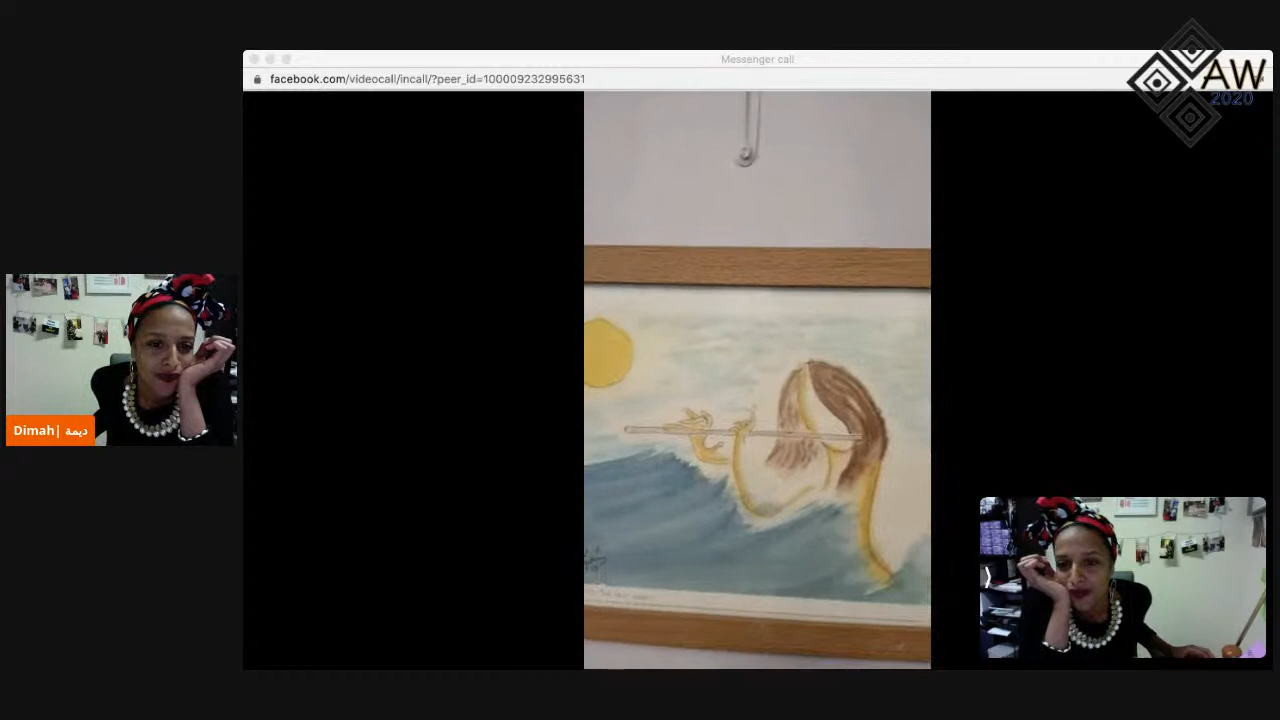 Messenger call
facebook.com/videocall/incall/?peer_id=100009232995631
AW
2020
Dimah| ديمة